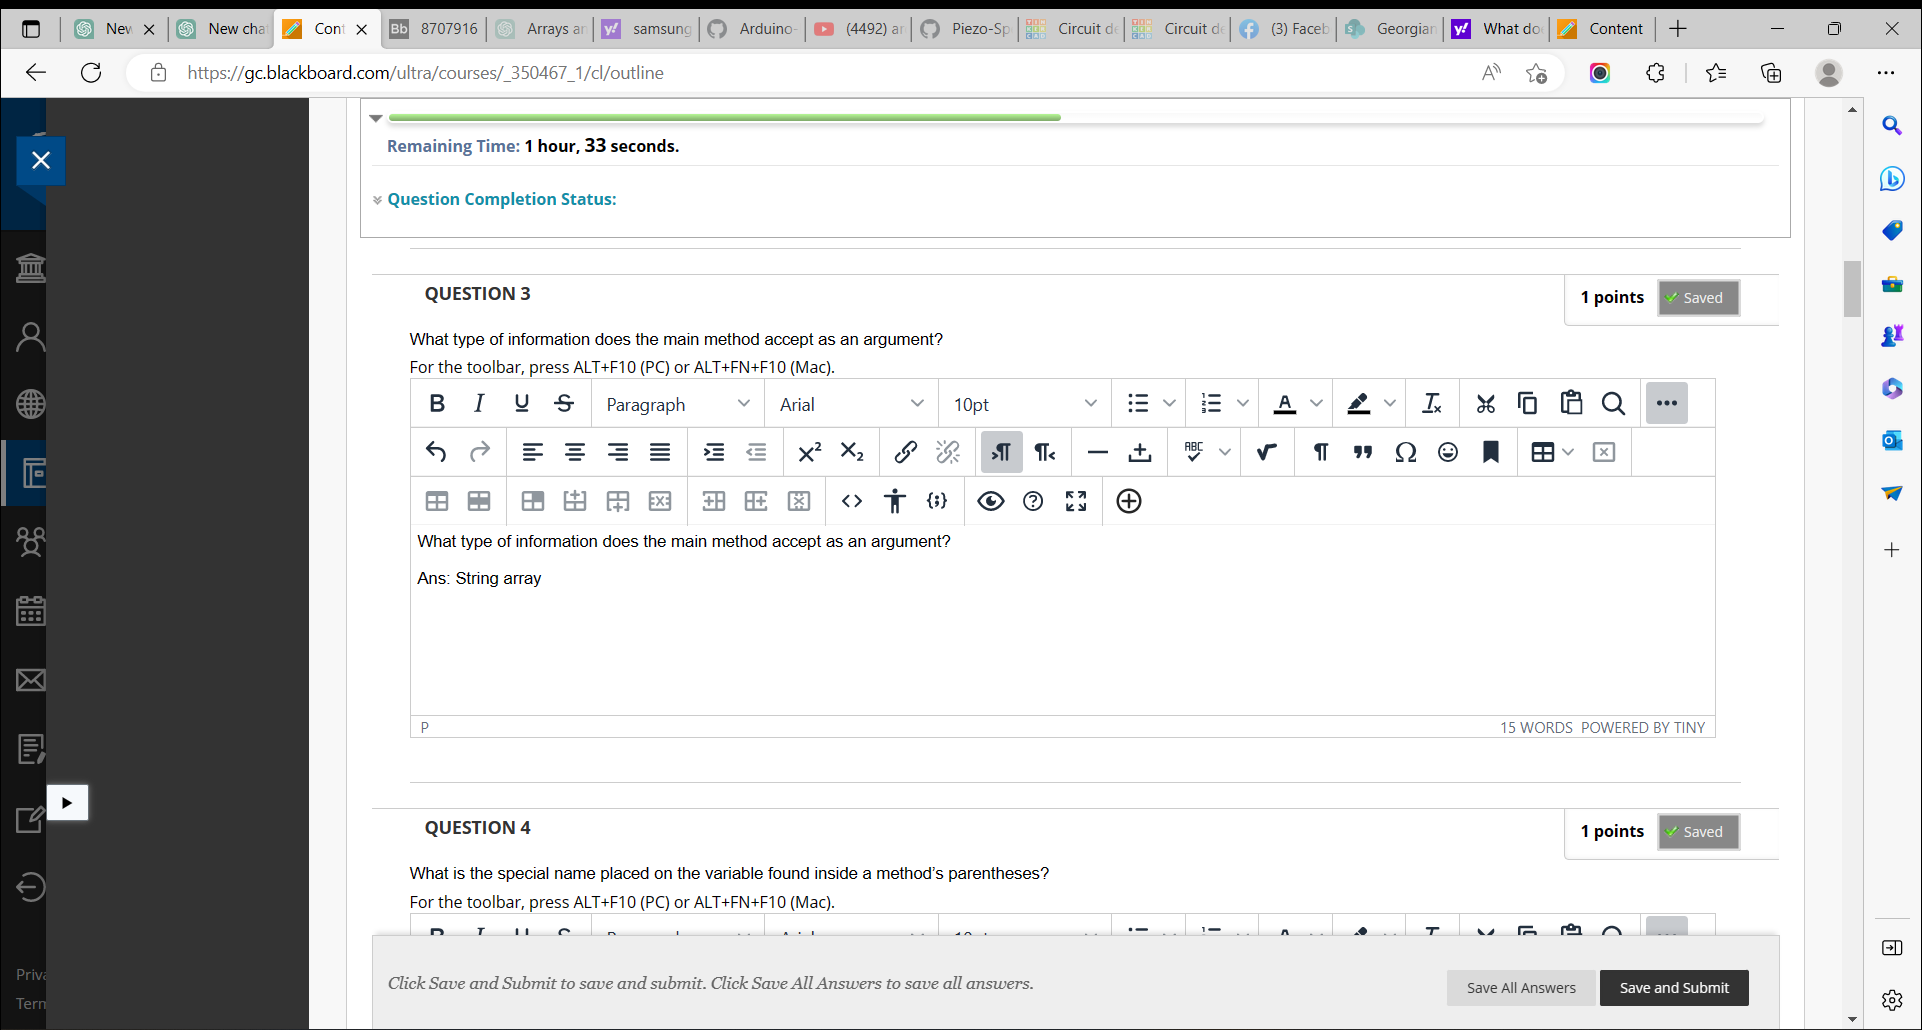 New
New cha
Cont
8707916
Arrays ar
samsung
Arduino-
(4492) ar
Piezo-Sp
Circuit de
Circuit de
(3) Faceb
Georgian
What do
Content
https://gc.blackboard.com/ultra/courses/_350467_1/cl/outline
Remaining Time: 1 hour, 33 seconds.
Question Completion Status:
QUESTION 3
1 points
Saved
What type of information does the main method accept as an argument?
For the toolbar, press ALT+F10 (PC) or ALT+FN+F10 (Mac).
Paragraph
Arial
10pt
What type of information does the main method accept as an argument?
Ans: String array
P
15 WORDS POWERED BY TINY
QUESTION 4
1 points
Saved
What is the special name placed on the variable found inside a method’s parentheses?
For the toolbar, press ALT+F10 (PC) or ALT+FN+F10 (Mac).
Click Save and Submit to save and submit. Click Save All Answers to save all answers.
Save All Answers
Save and Submit
Priva
Term